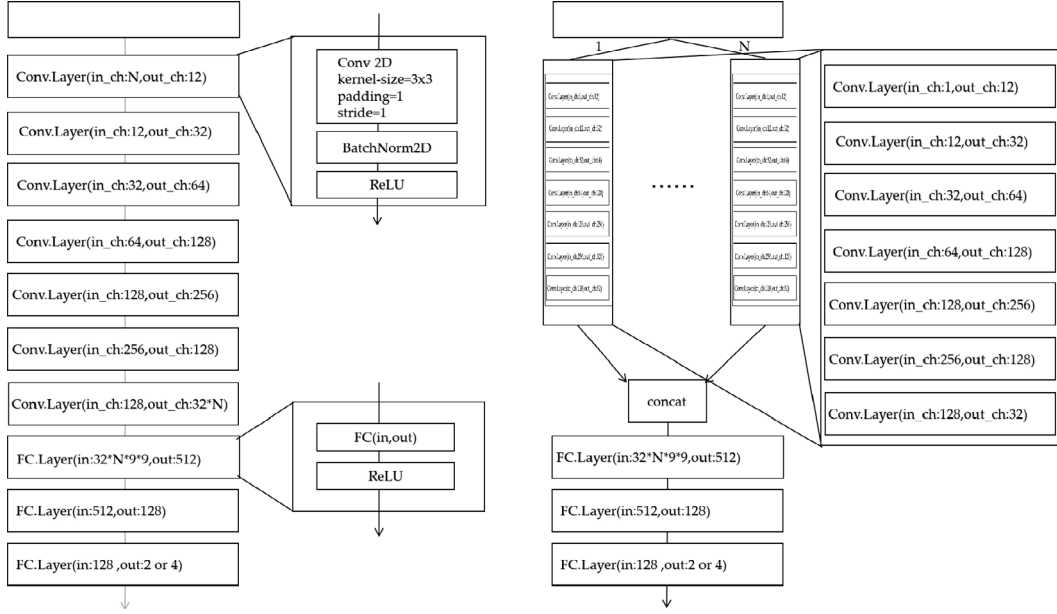 Conv.Layer(in_ch:N,out_ch:12)
Conv.Layer(in_ch:12,out_ch:32)
Conv.Layer(in_ch:32,out_ch:64)
Conv.Layer(in_ch:64,out_ch:128)
Conv.Layer(in_ch:128,out_ch:256)
Conv.Layer(in_ch:256,out_ch:128)
Conv.Layer(in_ch:128,out_ch:32*N)
FC.Layer(in:32*N*9*9,out:512)
FC.Layer(in:512,out:128)
FC.Layer(in:128 ,out:2 or 4)
Conv 2D
kernel-size=3x3
padding=1
stride=1
BatchNorm2D
ReLU
FC(in,out)
ReLU
1
N
......
concat
FC.Layer(in:32*N*9*9,out:512)
FC.Layer(in:512,out:128)
FC.Layer(in:128 ,out:2 or 4)
Conv.Layer(in_ch:1,out_ch:12)
Conv.Layer(in_ch:12,out_ch:32)
Conv.Layer(in_ch:32,out_ch:64)
Conv.Layer(in_ch:64,out_ch:128)
Conv.Layer(in_ch:128,out_ch:256)
Conv.Layer(in_ch:256,out_ch:128)
Conv.Layer(in_ch:128,out_ch:32)